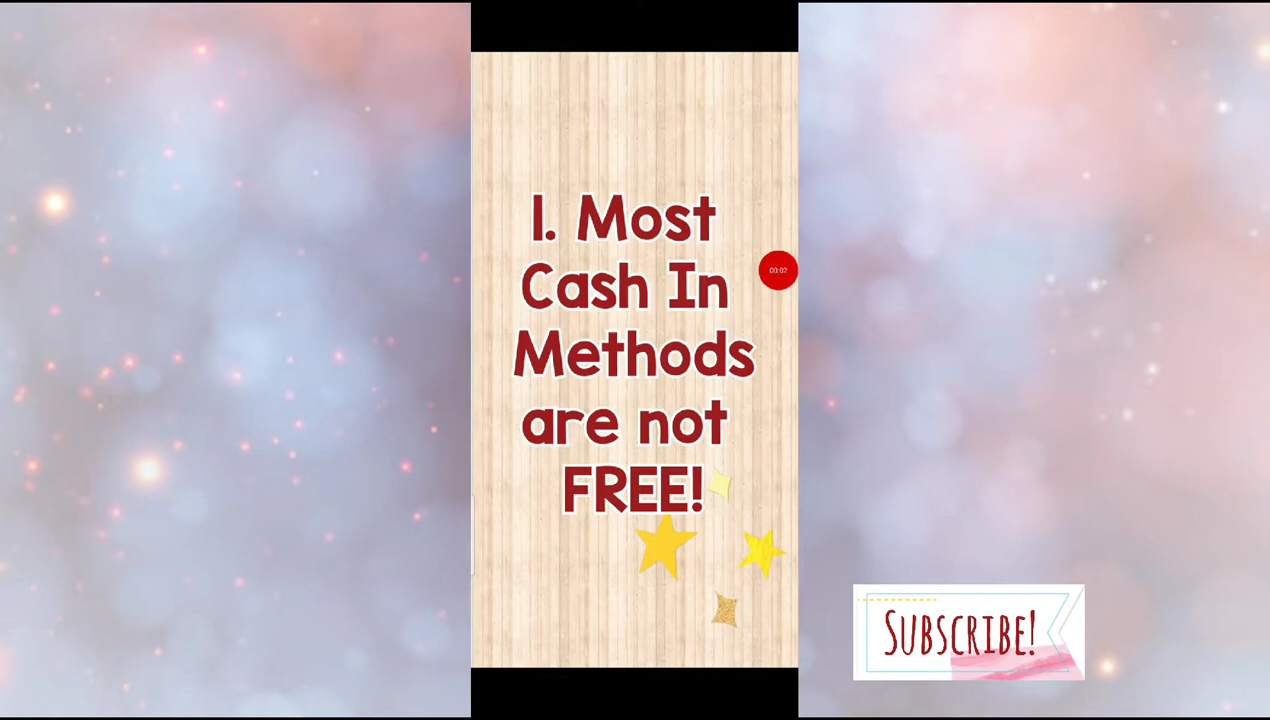 1. Most
Cash In
Methods
are not
FREE!
00:02
SUBSCRIBE!